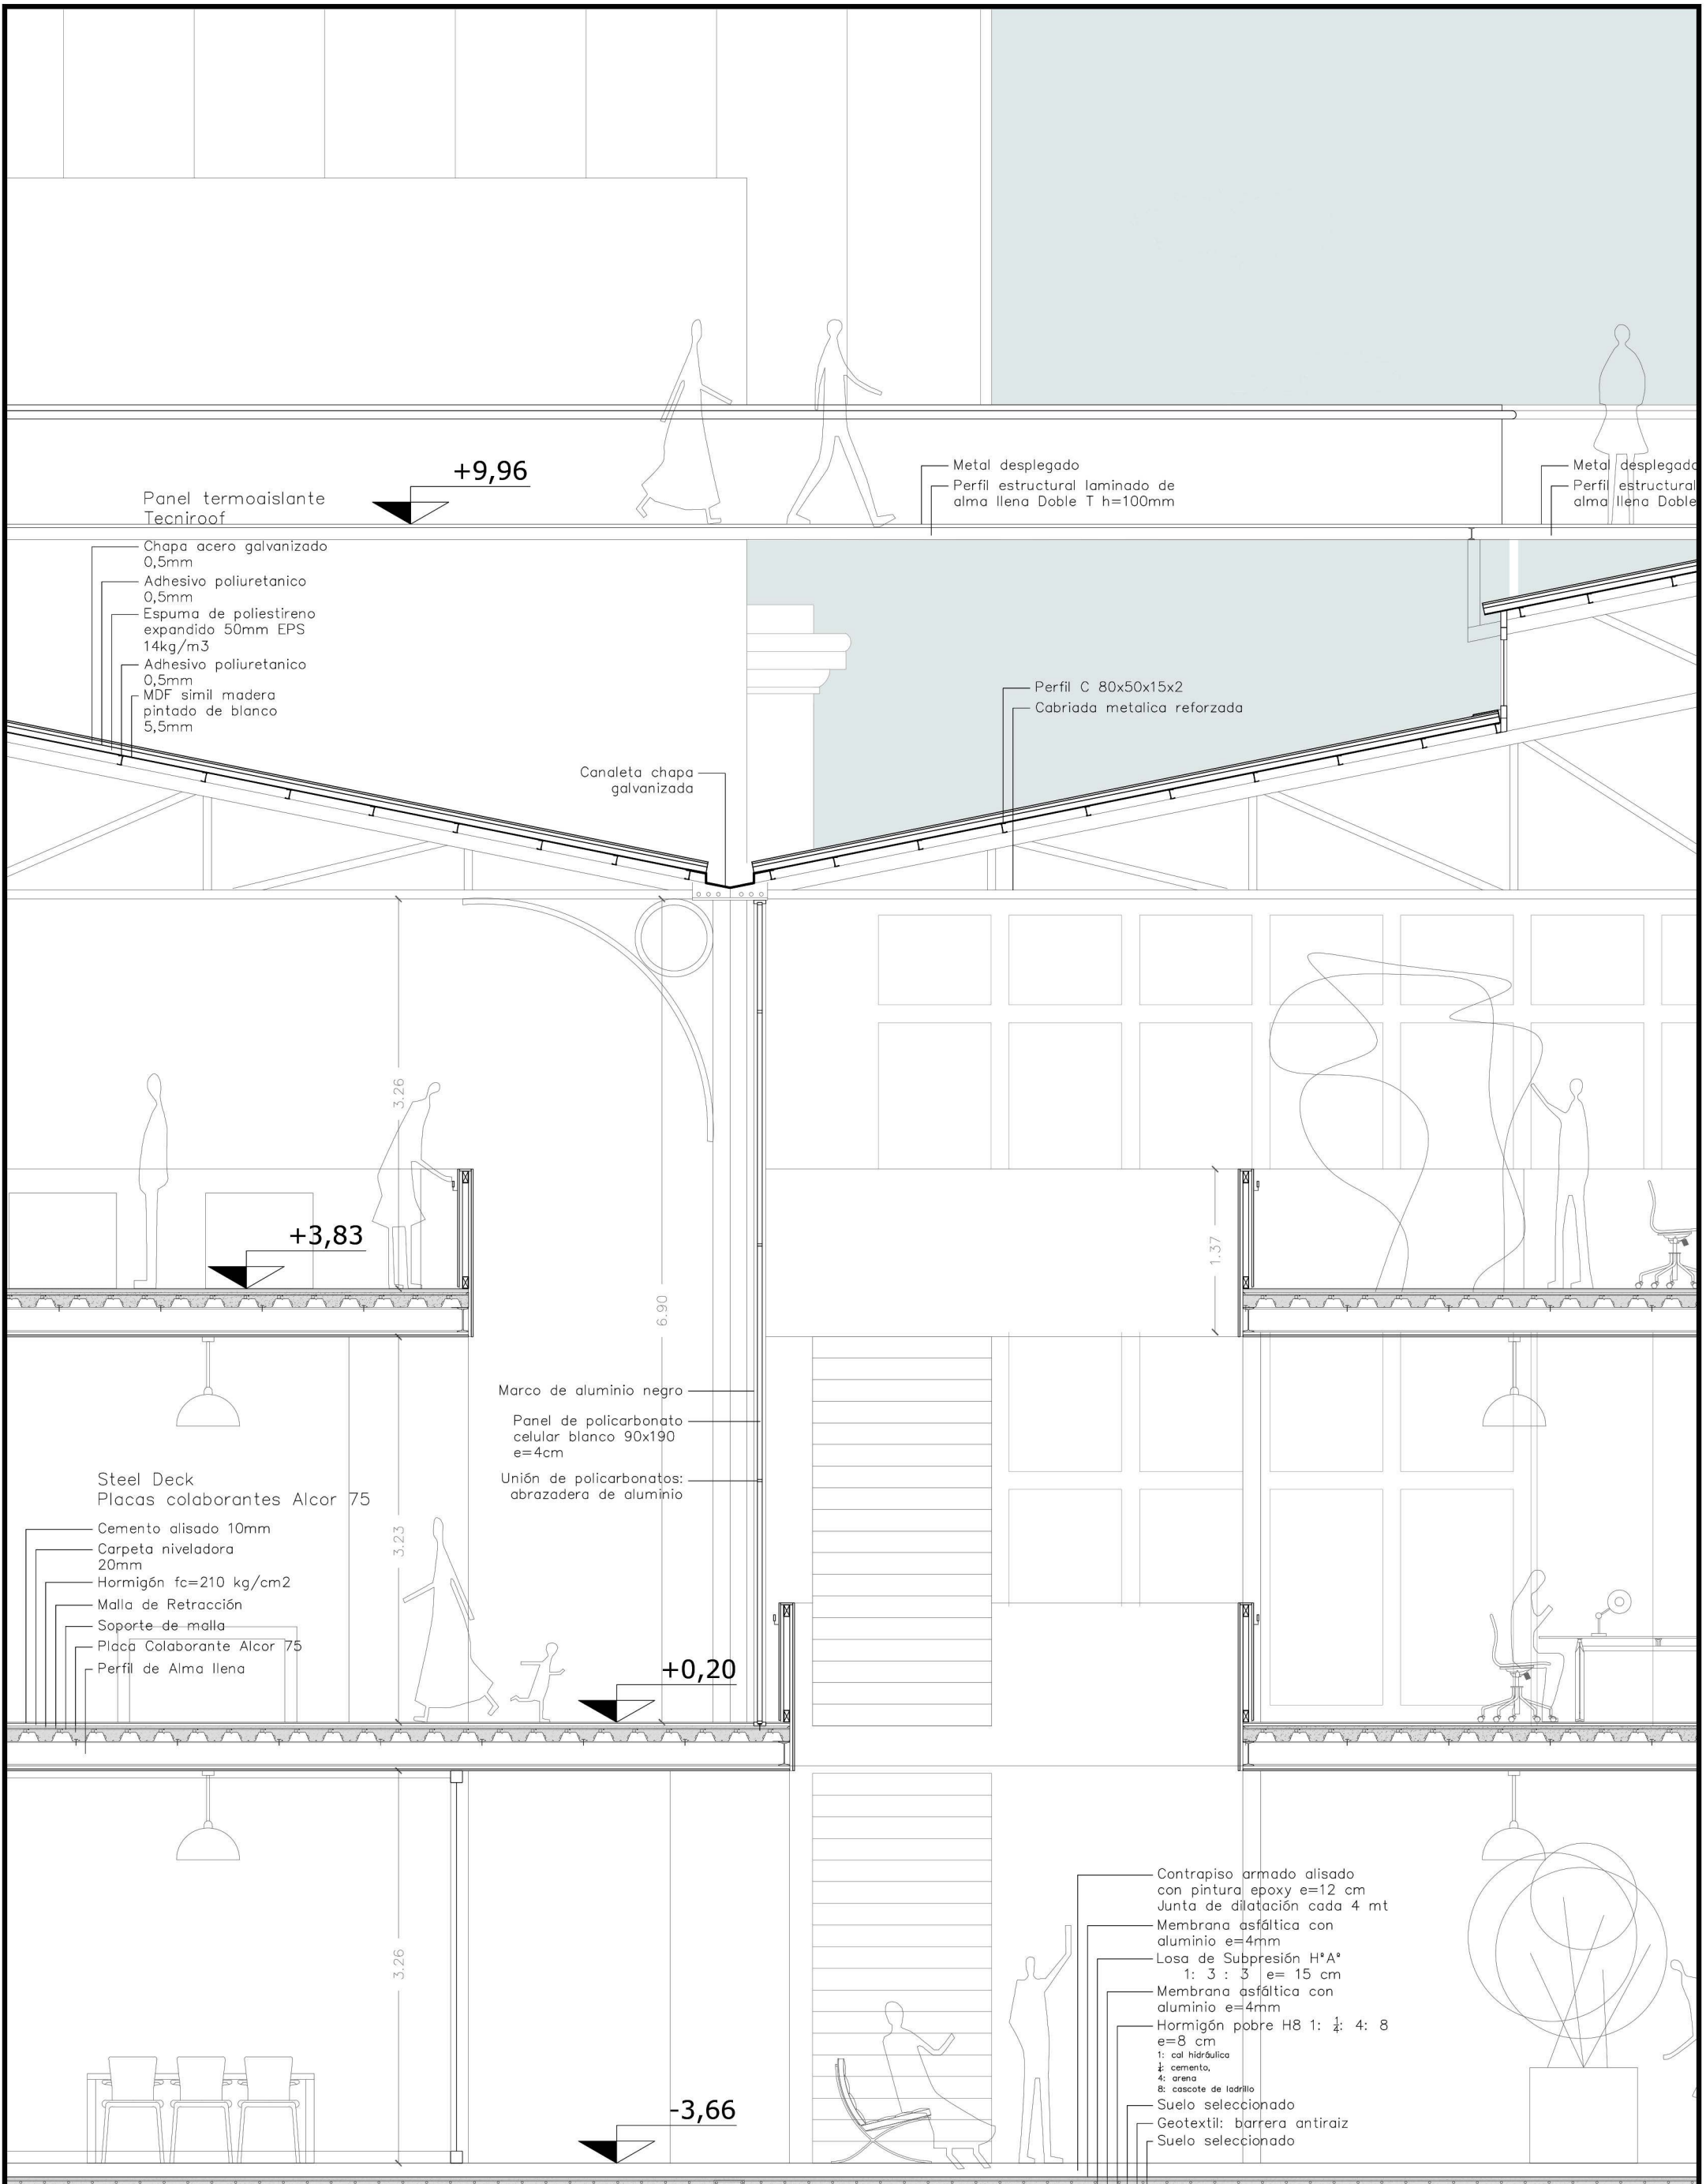 +9,96
Panel termoaislante
Tecniroof
Metal desplegado
Perfil estructural laminado de
alma llena Doble T h=100mm
Metal desplegado
Perfil estructural
alma llena Doble
Chapa acero galvanizado
0,5mm
Adhesivo poliuretanico
0,5mm
Espuma de poliestireno
expandido 50mm EPS
14kg/m3
Adhesivo poliuretanico
0,5mm
MDF simil madera
pintado de blanco
5,5mm
Perfil C 80x50x15x2
Cabriada metalica reforzada
Canaleta chapa
galvanizada
3.26
+3,83
1.37
6.90
Marco de aluminio negro
Panel de policarbonato
celular blanco 90x190
e=4cm
Unión de policarbonatos:
abrazadera de aluminio
Steel Deck
Placas colaborantes Alcor 75
Cemento alisado 10mm
Carpeta niveladora
20mm
Hormigón fc=210 kg/cm2
Malla de Retracción
Soporte de malla
Placa Colaborante Alcor 75
Perfil de Alma llena
3.23
+0,20
3.26
Contrapiso armado alisado
con pintura epoxy e=12 cm
Junta de dilatación cada 4 mt
Membrana asfáltica con
aluminio e=4mm
Losa de Subpresión H°A°
1: 3 : 3 e= 15 cm
Membrana asfáltica con
aluminio e=4mm
Hormigón pobre H8 1: ¼: 4: 8
e=8 cm
1: cal hidráulica
¼: cemento,
4: arena
8: cascote de ladrillo
Suelo seleccionado
Geotextil: barrera antiraiz
Suelo seleccionado
-3,66